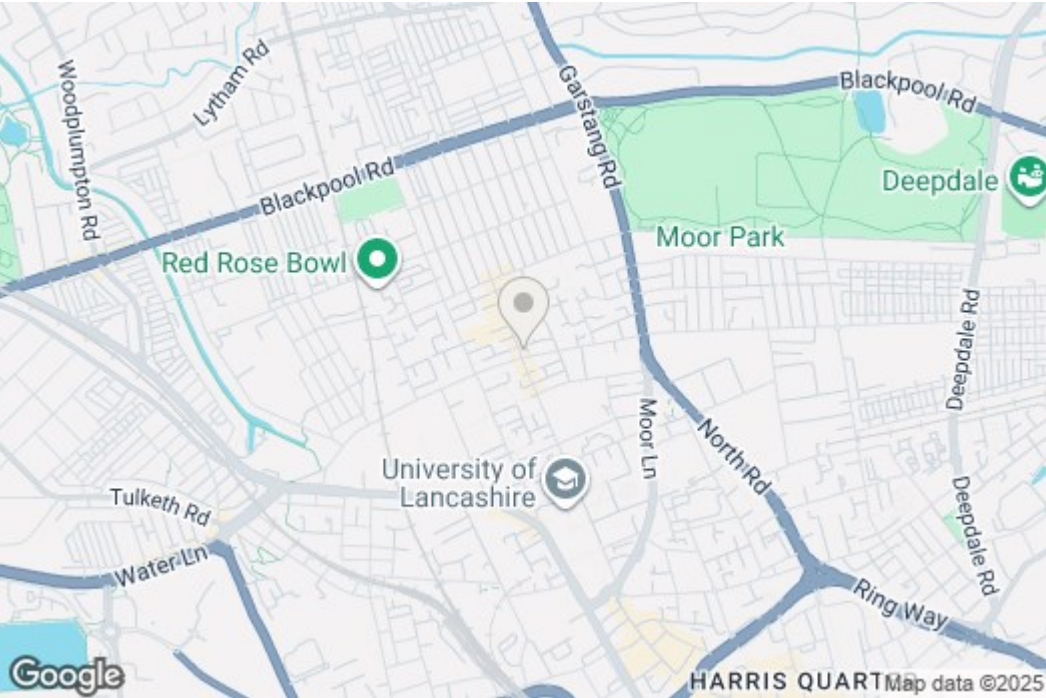 Woodplumpton Rd
Lytham Rd
Garstang Rd
Blackpool Rd
Blackpool Rd
Deepdale
Moor Park
Red Rose Bowl
Deepdale Rd
Moor Ln
North Rd
University of
Lancashire
Tulketh Rd
Deepdale Rd
Water Ln
Ring Way
Google
HARRIS
Map data ©2025